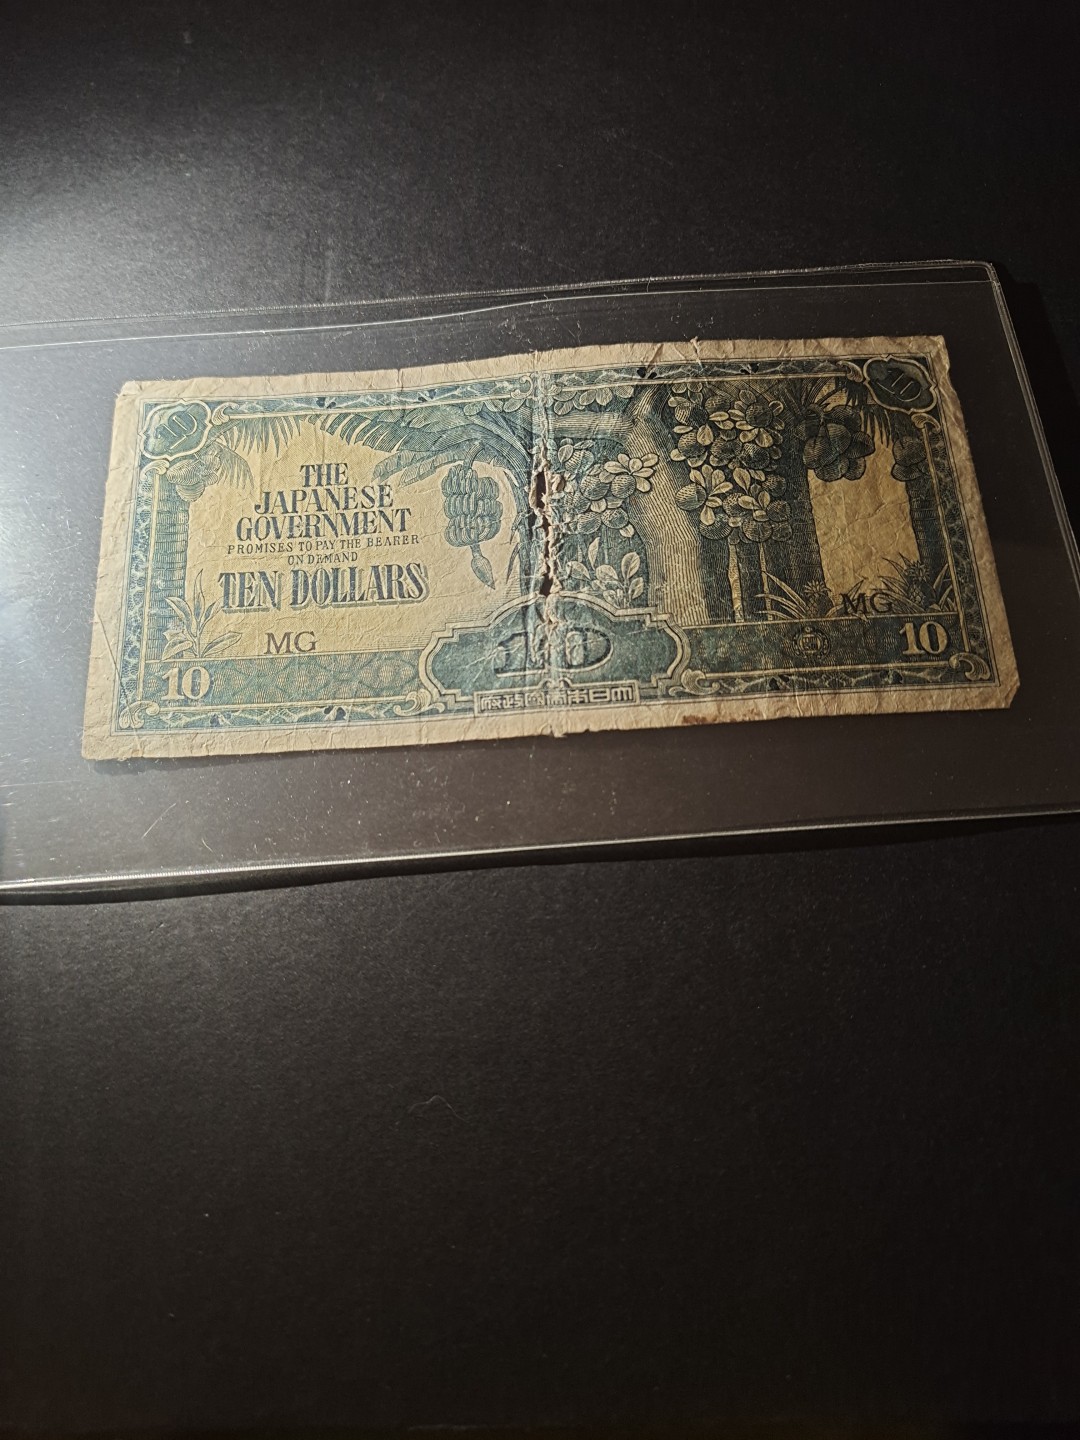 10
10
THE
JAPANESE
GOVERNMENT
PROMISES TO PAY THE BEARER
ON DEMAND
TEN DOLLARS
MG
MG
10
10
10
府政國帝本日大